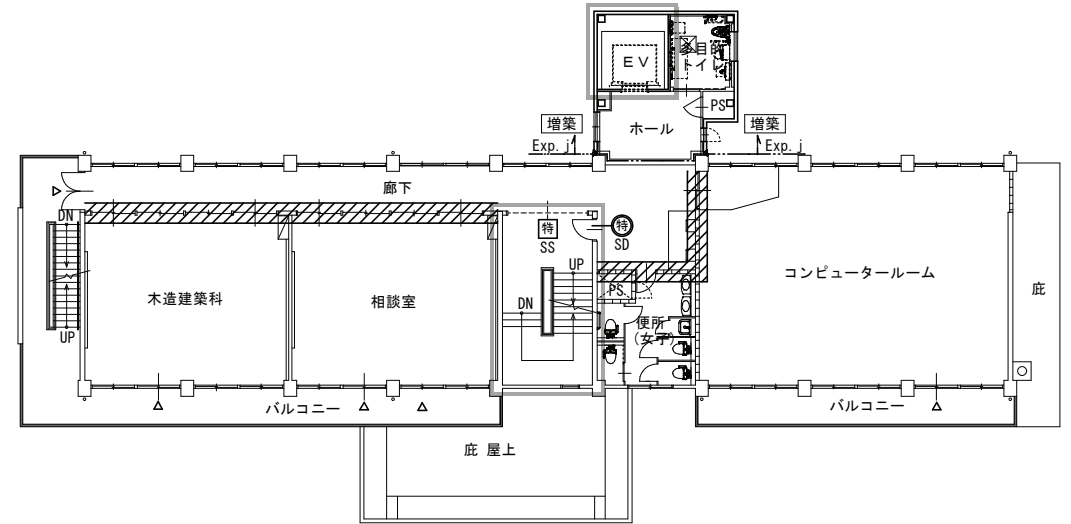 EV
多目的
トイレ
PS
ホール
増築
増築
Exp.j
Exp.j
廊下
DN
特
SS
特
SD
UP
コンピュータールーム
庇
木造建築科
相談室
PS
DN
便所
(女子)
UP
バルコニー
バルコニー
庇 屋上